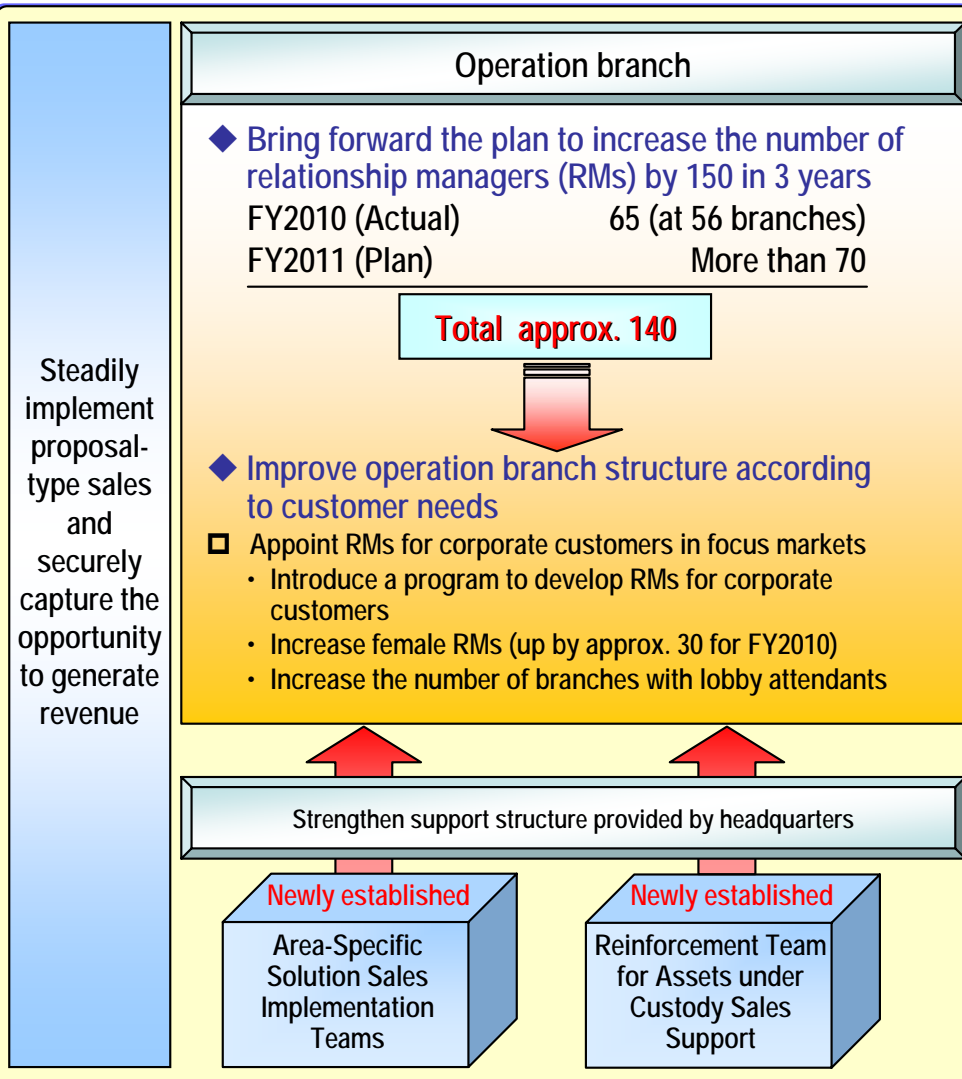 Steadily
implement
proposal-
type sales
and
securely
capture the
opportunity
to generate
revenue
Operation branch
◆ Bring forward the plan to increase the number of
relationship managers (RMs) by 150 in 3 years
FY2010 (Actual) 65 (at 56 branches)
FY2011 (Plan) More than 70
Total approx. 140
◆ Improve operation branch structure according
to customer needs
❑ Appoint RMs for corporate customers in focus markets
・ Introduce a program to develop RMs for corporate
customers
・ Increase female RMs (up by approx. 30 for FY2010)
・ Increase the number of branches with lobby attendants
Strengthen support structure provided by headquarters
Newly established
Area-Specific
Solution Sales
Implementation
Teams
Newly established
Reinforcement Team
for Assets under
Custody Sales
Support